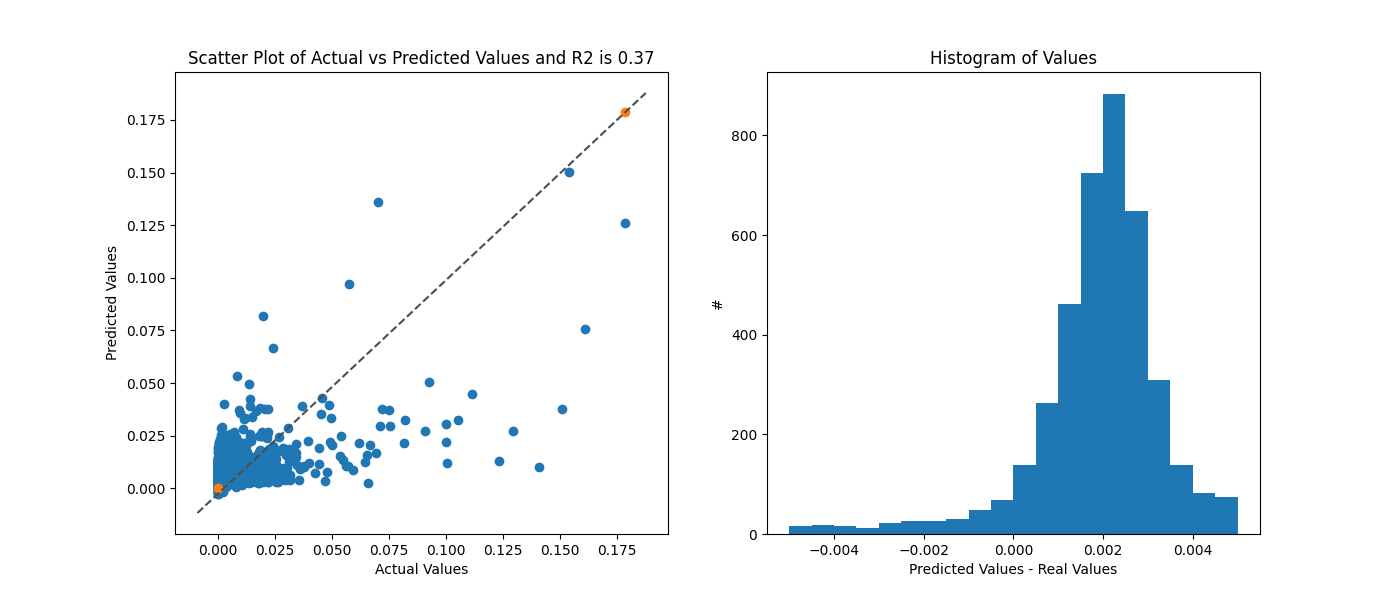 Scatter Plot of Actual vs Predicted Values and R2 is 0.37
Predicted Values
0.175
0.150
0.125
0.100
0.075
0.050
0.025
0.000
0.000 0.025 0.050 0.075 0.100 0.125 0.150 0.175
Actual Values
Histogram of Values
#
800
600
400
200
0
−0.004 −0.002 0.000 0.002 0.004
Predicted Values - Real Values